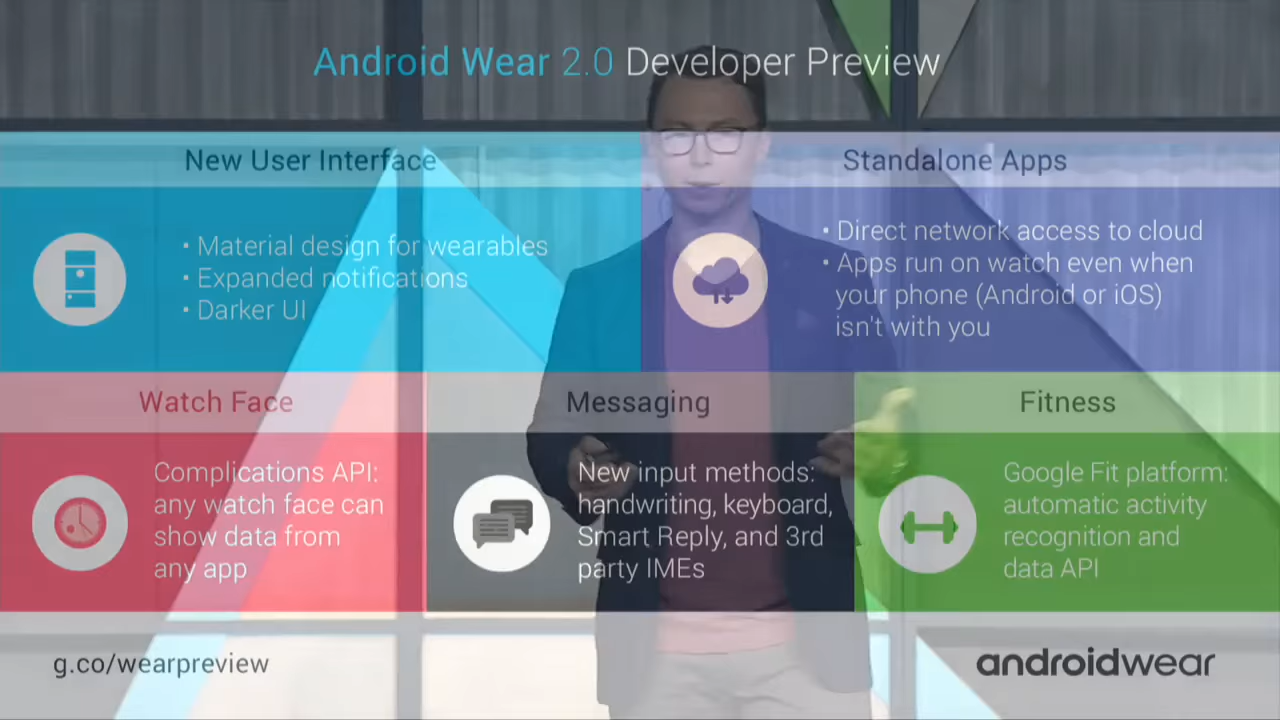 Android Wear 2.0 Developer Preview
New User Interface
• Material design for wearables
• Expanded notifications
• Darker UI
Standalone Apps
• Direct network access to cloud
• Apps run on watch even when
your phone (Android or iOS)
isn't with you
Watch Face
Complications API:
any watch face can
show data from
any app
Messaging
New input methods:
handwriting, keyboard,
Smart Reply, and 3rd
party IMEs
Fitness
Google Fit platform:
automatic activity
recognition and
data API
g.co/wearpreview
androidwear